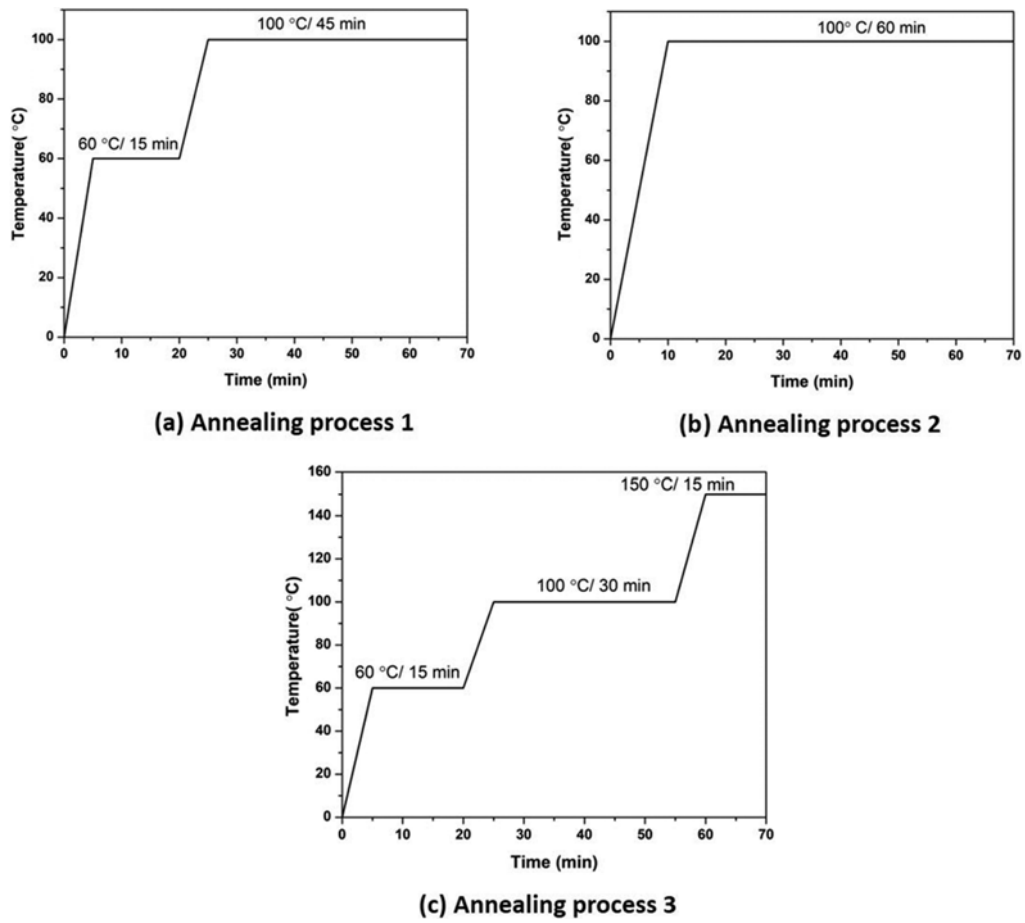 100 °C/ 45 min
60 °C/ 15 min
Temperature( °C)
100
80
60
40
20
0
0 10 20 30 40 50 60 70
Time (min)
(a) Annealing process 1
100° C/ 60 min
Temperature( °C)
100
80
60
40
20
0
0 10 20 30 40 50 60 70
Time (min)
(b) Annealing process 2
150 °C/ 15 min
100 °C/ 30 min
60 °C/ 15 min
Temperature( °C)
160
140
120
100
80
60
40
20
0
0 10 20 30 40 50 60 70
Time (min)
(c) Annealing process 3